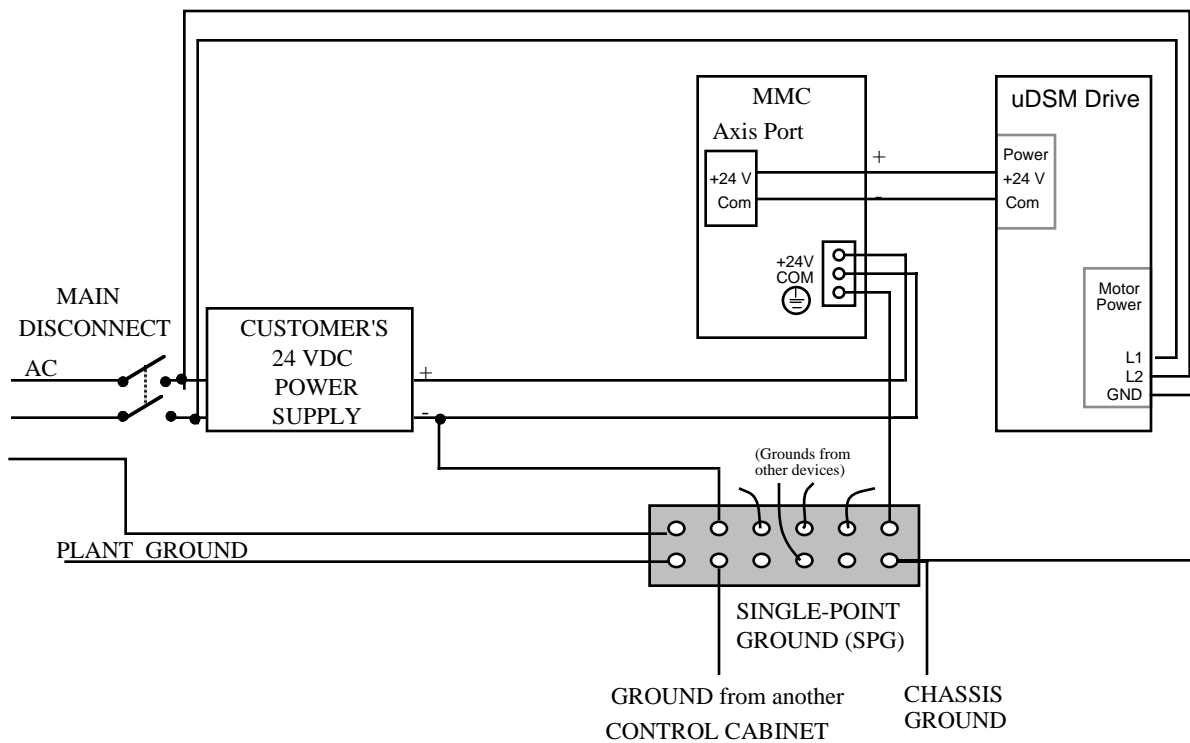 MMC
Axis Port
+24 V
Com
+
-
+24V
COM
uDSM Drive
Power
+24 V
Com
Motor
Power
L1
L2
GND
MAIN
DISCONNECT
AC
CUSTOMER'S
24 VDC
POWER
SUPPLY
+
-
(Grounds from
other devices)
PLANT GROUND
SINGLE-POINT
GROUND (SPG)
GROUND from another
CONTROL CABINET
CHASSIS
GROUND